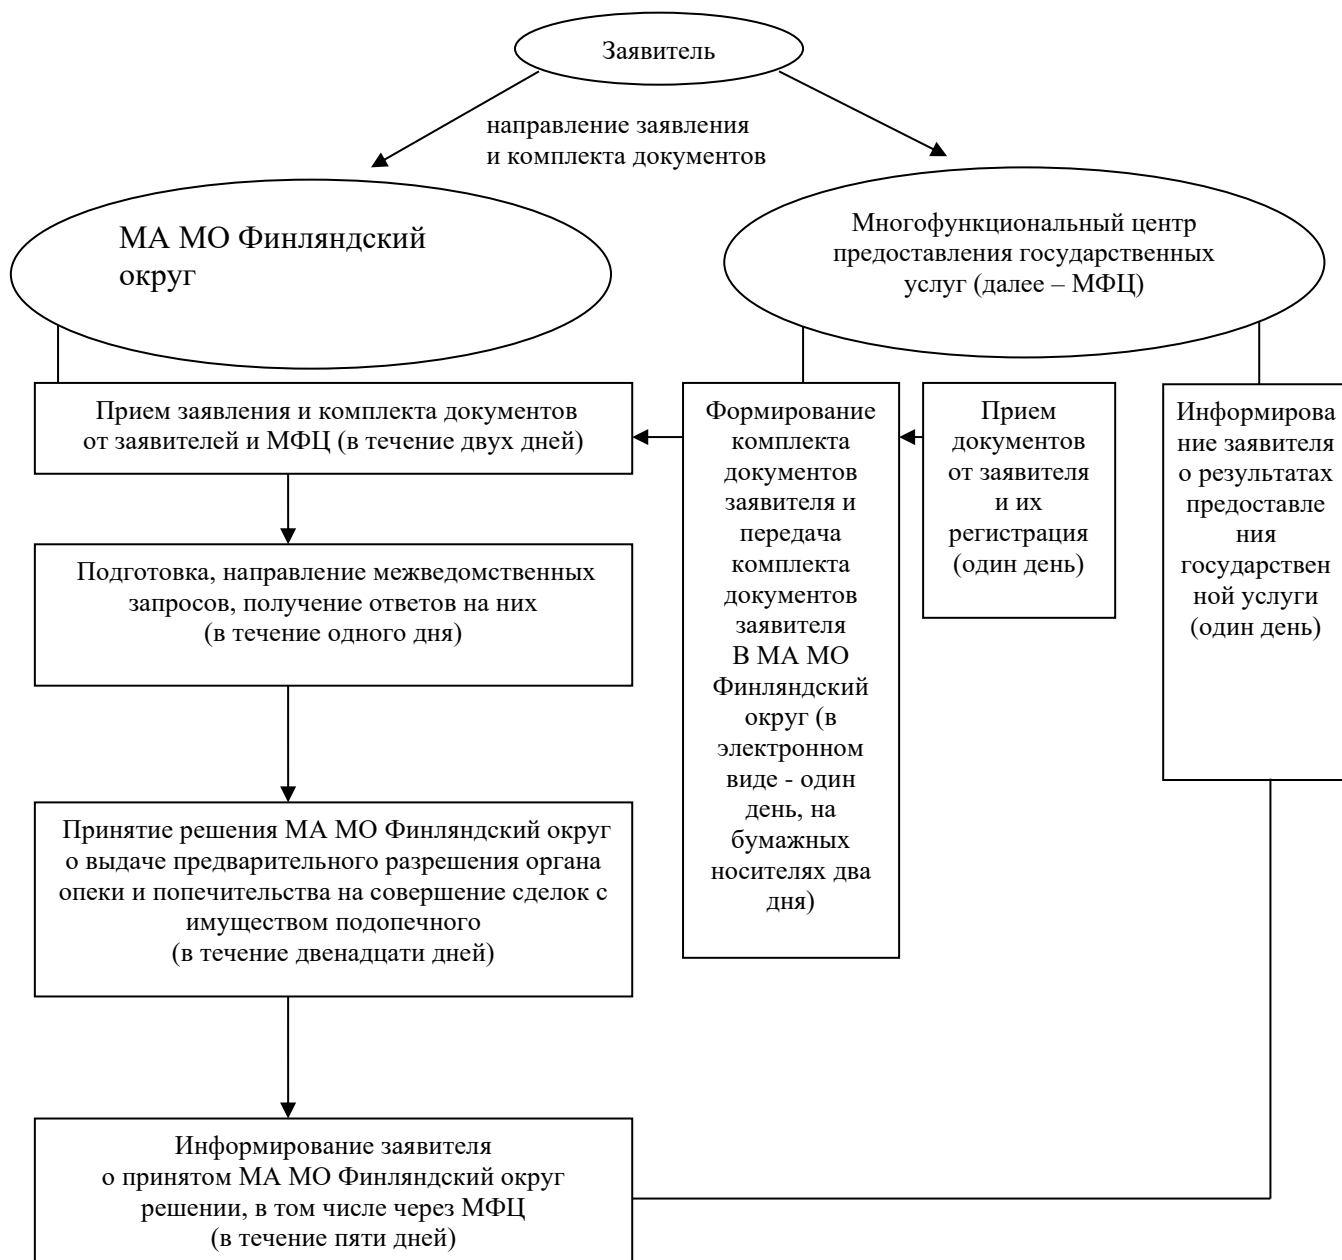 Заявитель
направление заявления
и комплекта документов
МА МО Финляндский
округ
Многофункциональный центр
предоставления государственных
услуг (далее – МФЦ)
Прием заявления и комплекта документов
от заявителей и МФЦ (в течение двух дней)
Формирование
комплекта
документов
заявителя и
передача
комплекта
документов
заявителя
В МА МО
Финляндский
округ (в
электронном
виде - один
день, на
бумажных
носителях два
дня)
Прием
документов
от заявителя
и их
регистрация
(один день)
Информирова
ние заявителя
о результатах
предоставле
ния
государствен
ной услуги
(один день)
Подготовка, направление межведомственных
запросов, получение ответов на них
(в течение одного дня)
Принятие решения МА МО Финляндский округ
о выдаче предварительного разрешения органа
опеки и попечительства на совершение сделок с
имуществом подопечного
(в течение двенадцати дней)
Информирование заявителя
о принятом МА МО Финляндский округ
решении, в том числе через МФЦ
(в течение пяти дней)